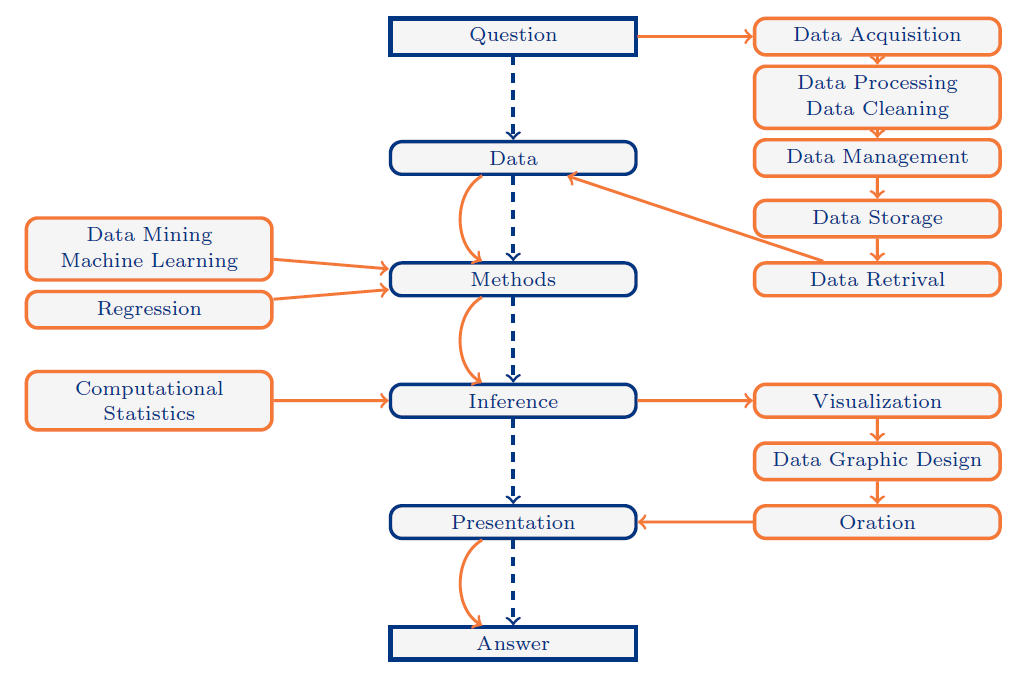 Question
Data Acquisition
Data Processing
Data Cleaning
Data
Data Management
Data Storage
Data Mining
Machine Learning
Methods
Data Retrival
Regression
Computational
Statistics
Inference
Visualization
Data Graphic Design
Presentation
Oration
Answer